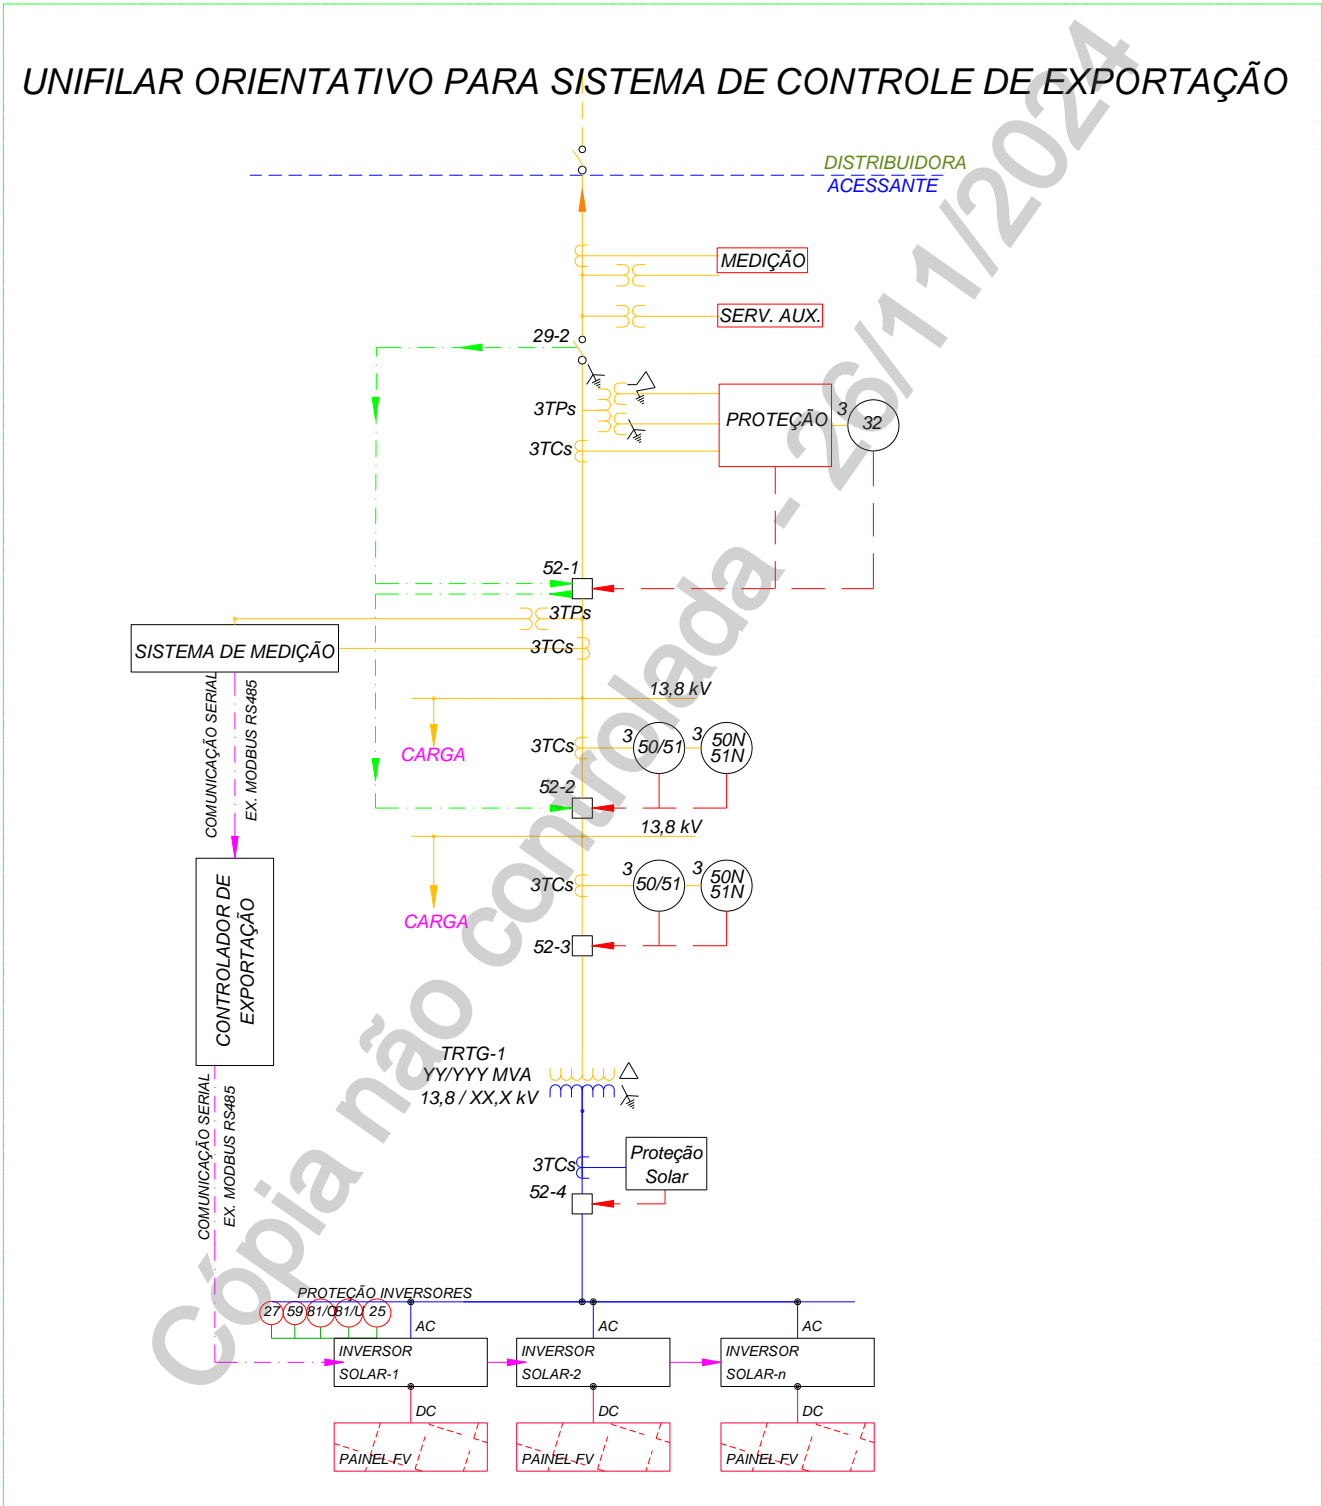 UNIFILAR ORIENTATIVO PARA SISTEMA DE CONTROLE DE EXPORTAÇÃO
DISTRIBUIDORA
ACESSANTE
MEDIÇÃO
SERV. AUX.
29-2
3TPs
3TCs
PROTEÇÃO
3
32
52-1
3TPs
3TCs
SISTEMA DE MEDIÇÃO
13,8 kV
COMUNICAÇÃO SERIAL
EX. MODBUS RS485
CARGA
3TCs
3
50/51
3
50N
51N
52-2
13,8 kV
CARGA
3TCs
3
50/51
3
50N
51N
52-3
CONTROLADOR DE
EXPORTAÇÃO
TRTG-1
YY/YYY MVA
13,8 / XX,X kV
COMUNICAÇÃO SERIAL
EX. MODBUS RS485
3TCs
Proteção
Solar
52-4
PROTEÇÃO INVERSORES
27
59
81/O
81/U
25
AC
AC
AC
INVERSOR
SOLAR-1
INVERSOR
SOLAR-2
INVERSOR
SOLAR-n
DC
DC
DC
PAINEL FV
PAINEL FV
PAINEL FV
Cópia não controlada - 26/11/2024